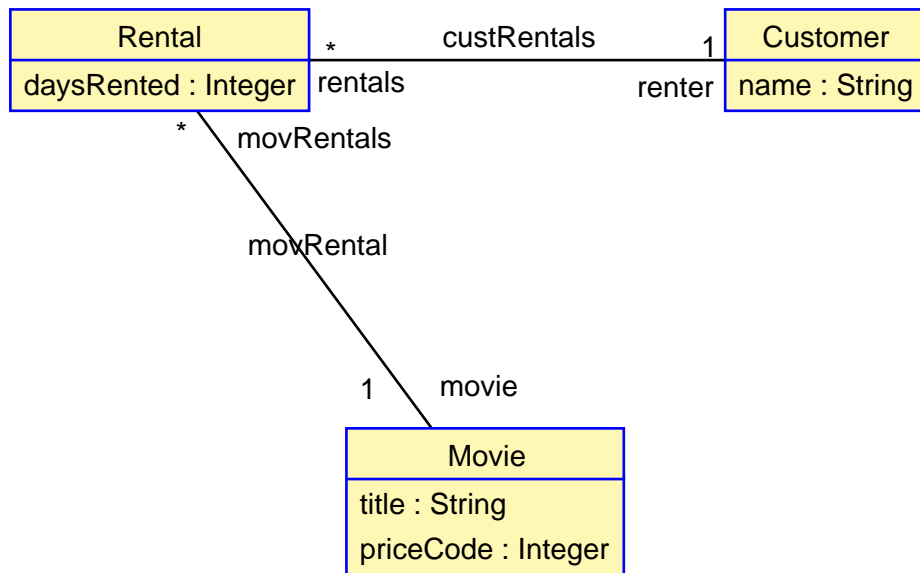 Rental
daysRented : Integer
*
custRentals
1
rentals
renter
Customer
name : String
*
movRentals
movRental
1
movie
Movie
title : String
priceCode : Integer